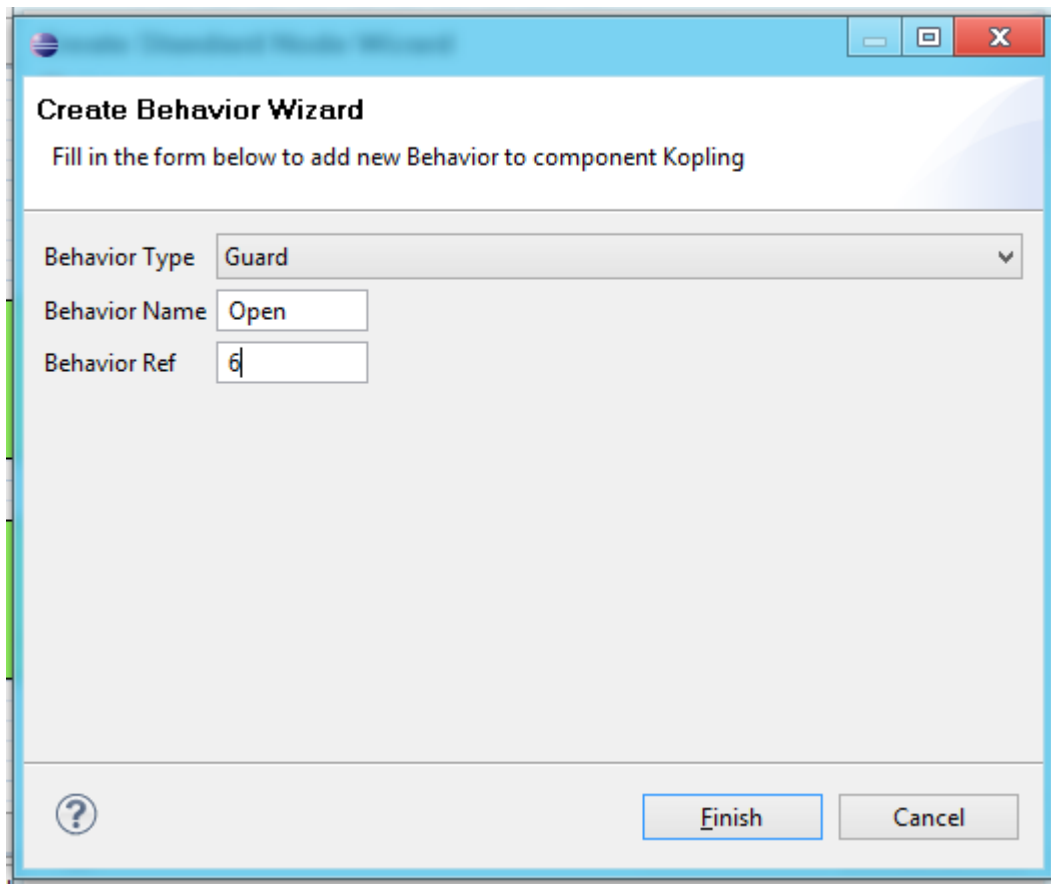 Create Behavior Wizard
Fill in the form below to add new Behavior to component Kopling
Behavior Type Guard
Behavior Name Open
Behavior Ref 6
? Finish Cancel